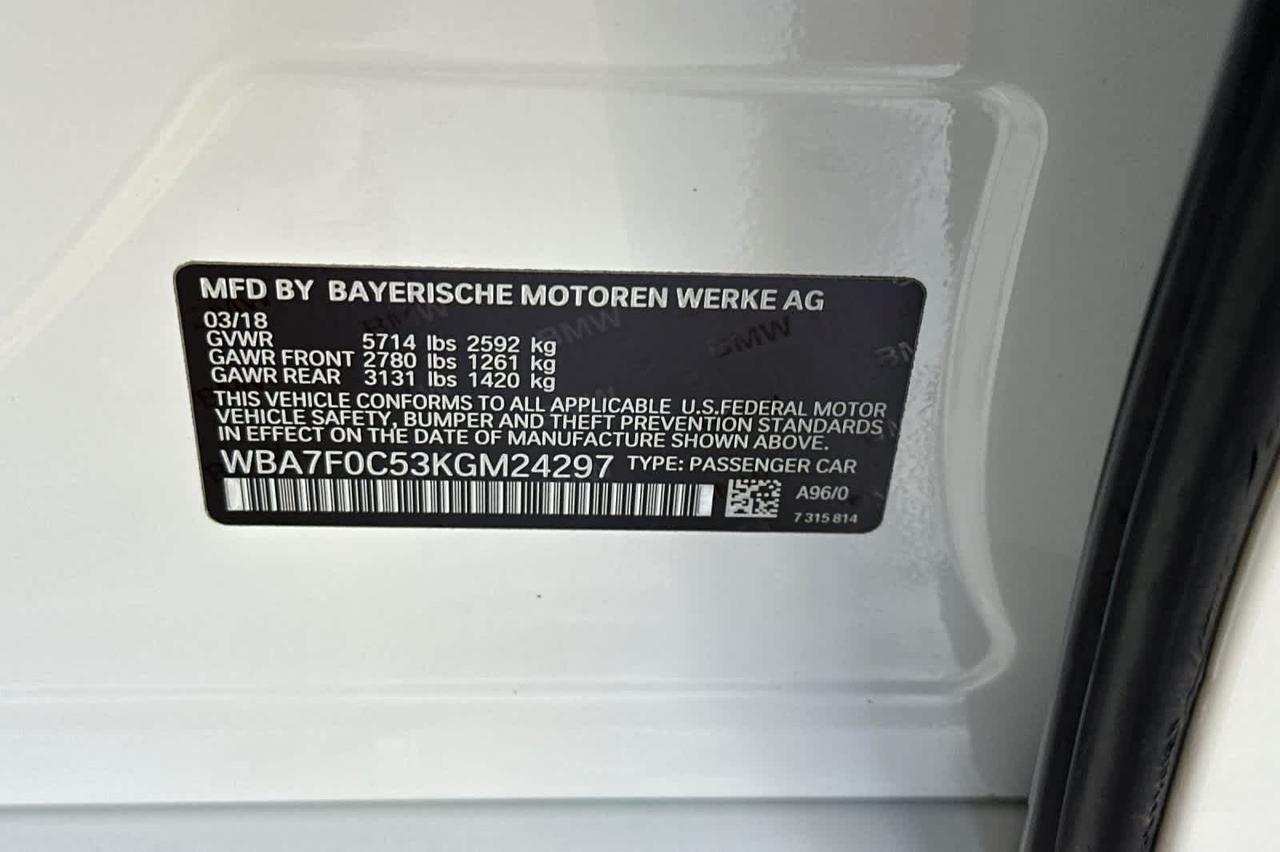 MFD BY BAYERISCHE MOTOREN WERKE AG
03/18
GVWR 5714 lbs 2592 kg
GAWR FRONT 2780 lbs 1261 kg
GAWR REAR 3131 lbs 1420 kg
THIS VEHICLE CONFORMS TO ALL APPLICABLE U.S.FEDERAL MOTOR
VEHICLE SAFETY, BUMPER AND THEFT PREVENTION STANDARDS
IN EFFECT ON THE DATE OF MANUFACTURE SHOWN ABOVE.
WBA7F0C53KGM24297 TYPE: PASSENGER CAR
A96/0
7 315 814
BMW
BMW
BMW